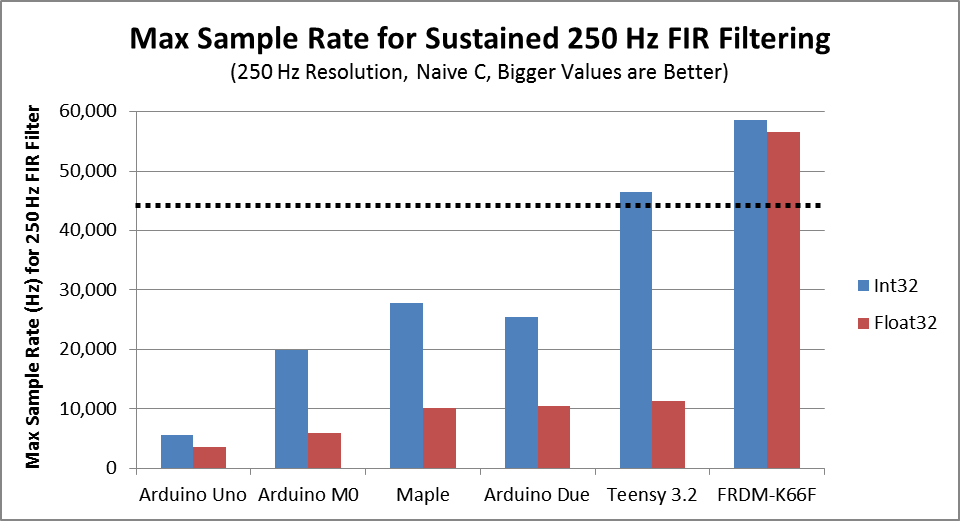 Max Sample Rate for Sustained 250 Hz FIR Filtering
(250 Hz Resolution, Naive C, Bigger Values are Better)
Max Sample Rate (Hz) for 250 Hz FIR Filter
60,000
50,000
40,000
30,000
20,000
10,000
0
Arduino Uno
Arduino M0
Maple
Arduino Due
Teensy 3.2
FRDM-K66F
Int32
Float32